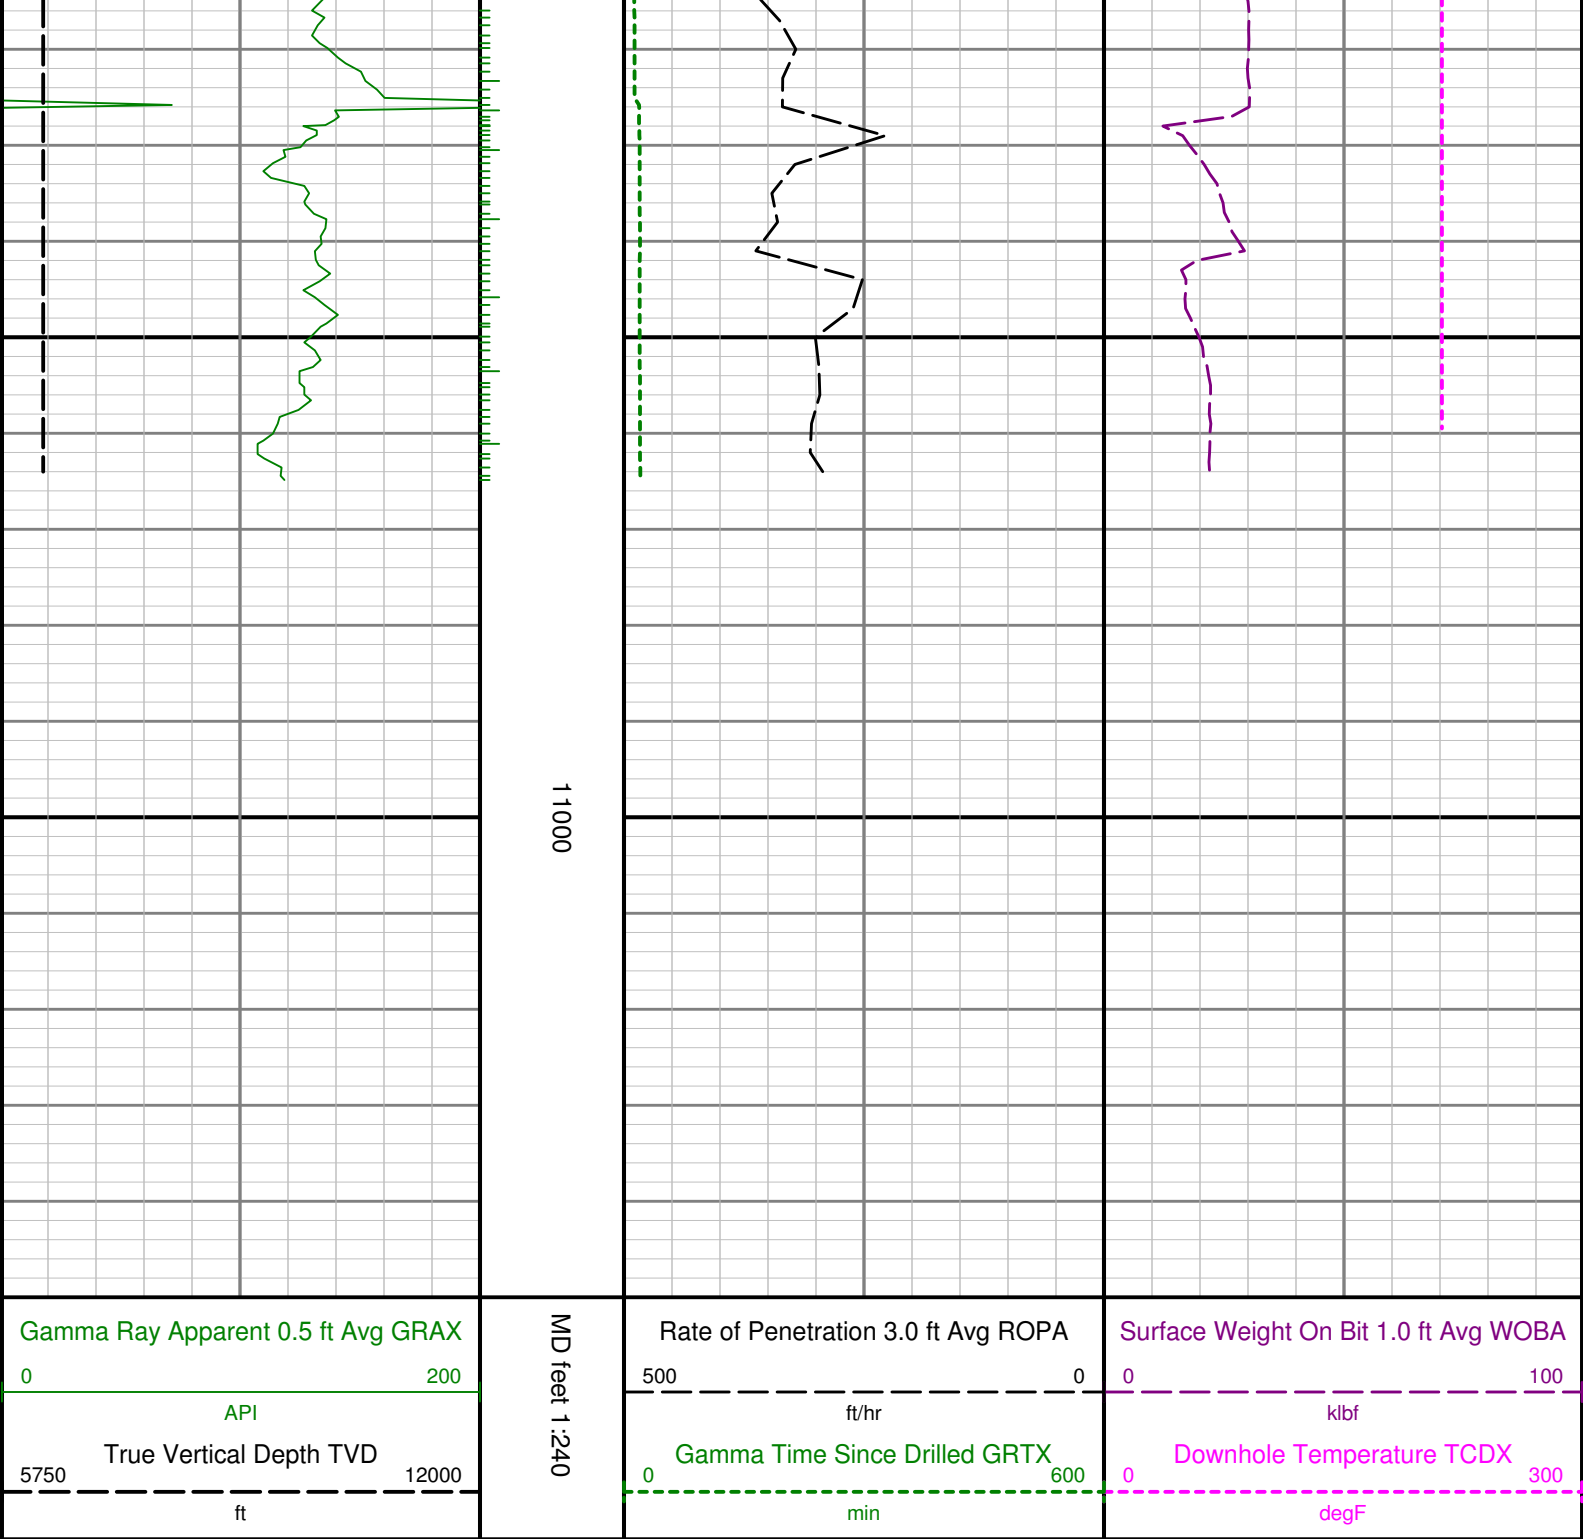 11000
MD feet 1:240
Gamma Ray Apparent 0.5 ft Avg GRAX
0 200
API
True Vertical Depth TVD
5750 12000
ft
Rate of Penetration 3.0 ft Avg ROPA
500 0
ft/hr
Gamma Time Since Drilled GRTX
0 600
min
Surface Weight On Bit 1.0 ft Avg WOBA
0 100
klbf
Downhole Temperature TCDX
0 300
degF